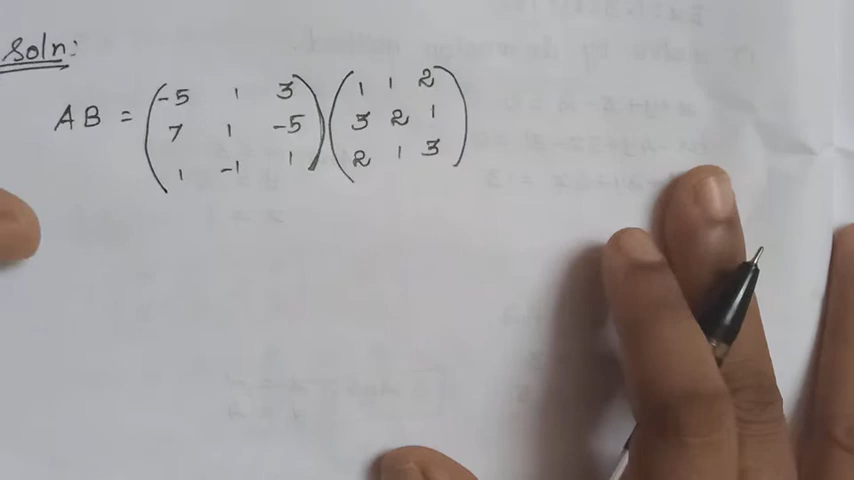 Soln:
AB = (-5 1 3) (1 1 2)
7 1 -5 3 2 1
1 -1 1 2 1 3